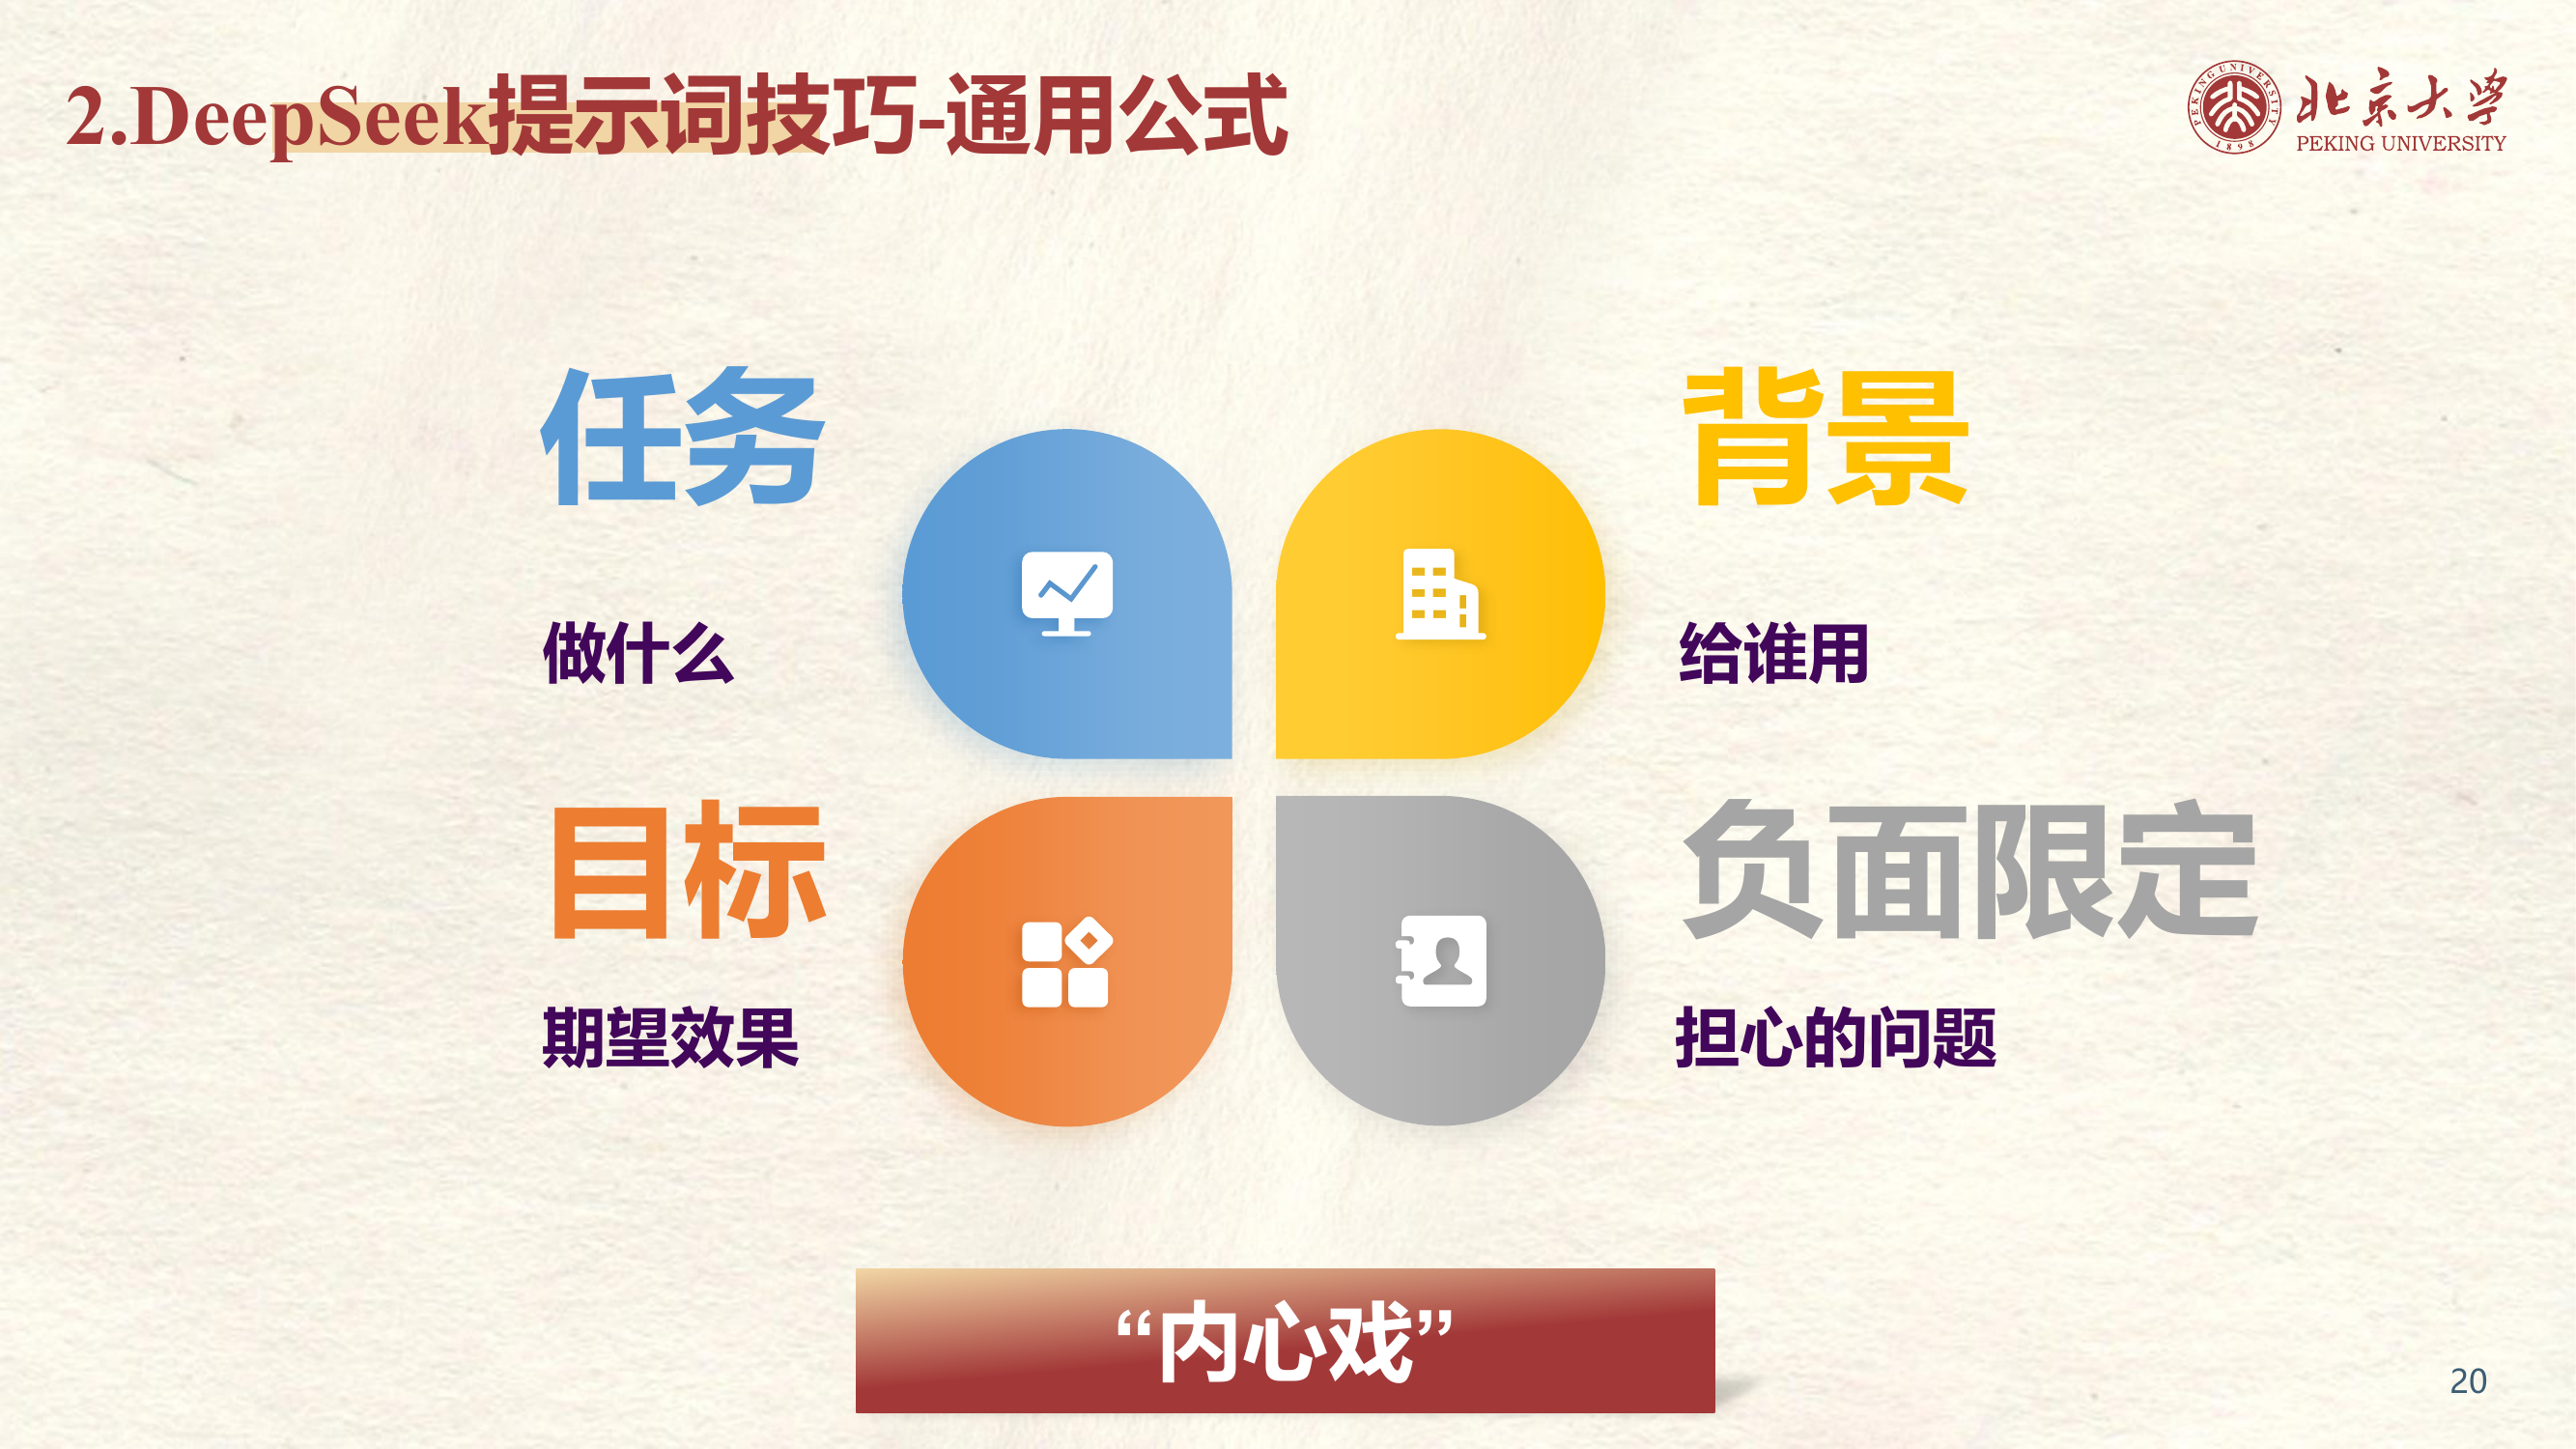 2.DeepSeek提示词技巧-通用公式
PEKING UNIVERSITY
1898
北京大学
PEKING UNIVERSITY
任务
做什么
背景
给谁用
目标
期望效果
负面限定
担心的问题
“内心戏”
20